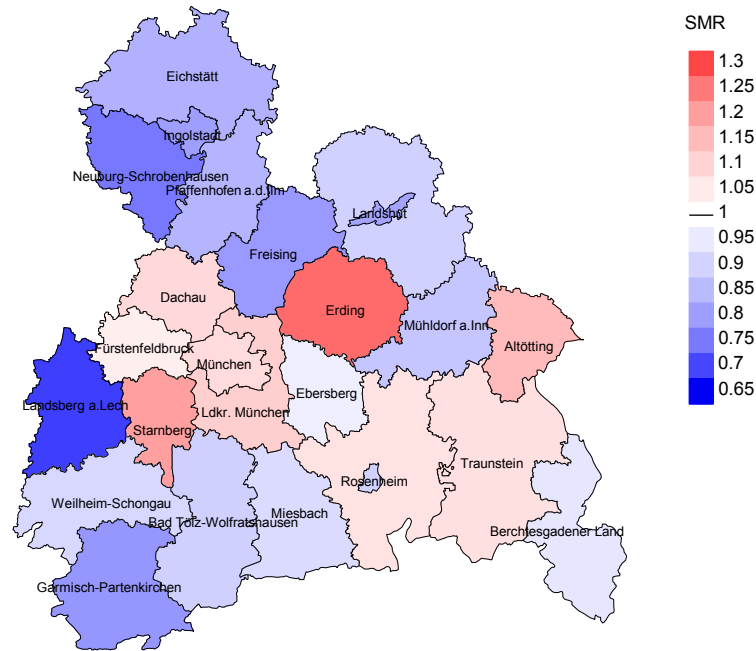 SMR
1.3
1.25
1.2
1.15
1.1
1.05
1
0.95
0.9
0.85
0.8
0.75
0.7
0.65
Eichstätt
Ingolstadt
Neuburg-Schrobenhausen
Pfaffenhofen a.d.Ilm
Landshut
Freising
Dachau
Erding
Mühldorf a.Inn
Altötting
Fürstenfeldbruck
München
Ebersberg
Landsberg a.Lech
Ldkr. München
Starnberg
Traunstein
Rosenheim
Weilheim-Schongau
Miesbach
Bad Tölz-Wolfratshausen
Berchtesgadener Land
Garmisch-Partenkirchen